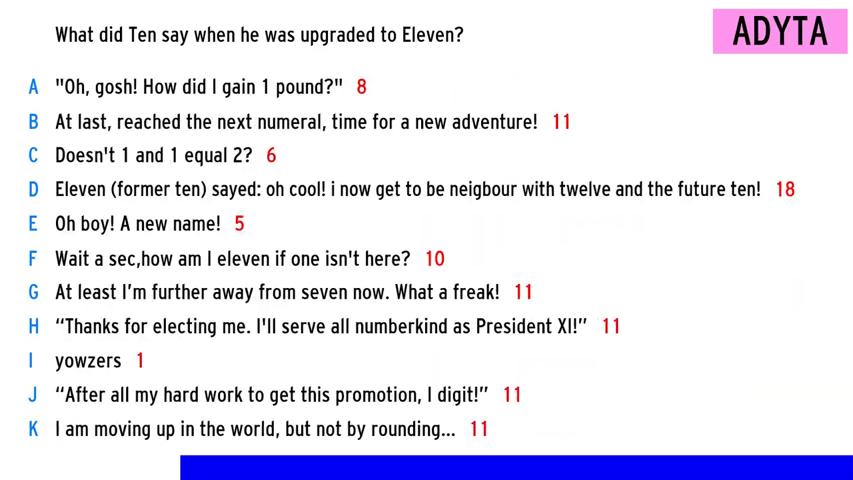 What did Ten say when he was upgraded to Eleven?
ADYTA
A "Oh, gosh! How did I gain 1 pound?" 8
B At last, reached the next numeral, time for a new adventure! 11
C Doesn't 1 and 1 equal 2? 6
D Eleven (former ten) sayed: oh cool! i now get to be neigbour with twelve and the future ten! 18
E Oh boy! A new name! 5
F Wait a sec,how am I eleven if one isn't here? 10
G At least I’m further away from seven now. What a freak! 11
H “Thanks for electing me. I'll serve all numberkind as President XI!” 11
I yowzers 1
J “After all my hard work to get this promotion, I digit!” 11
K I am moving up in the world, but not by rounding... 11